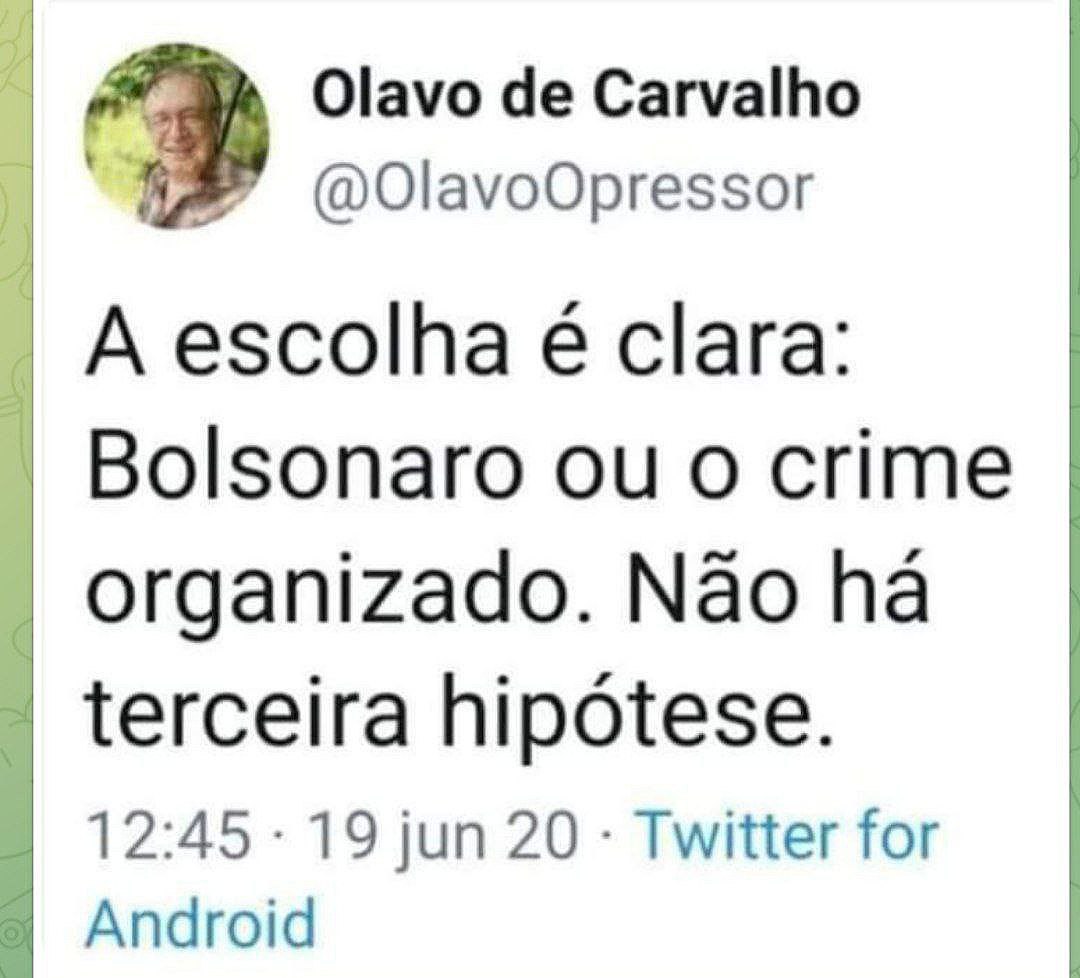 Olavo de Carvalho
@OlavoOpressor
A escolha é clara:
Bolsonaro ou o crime
organizado. Não há
terceira hipótese.
12:45 · 19 jun 20 · Twitter for
Android